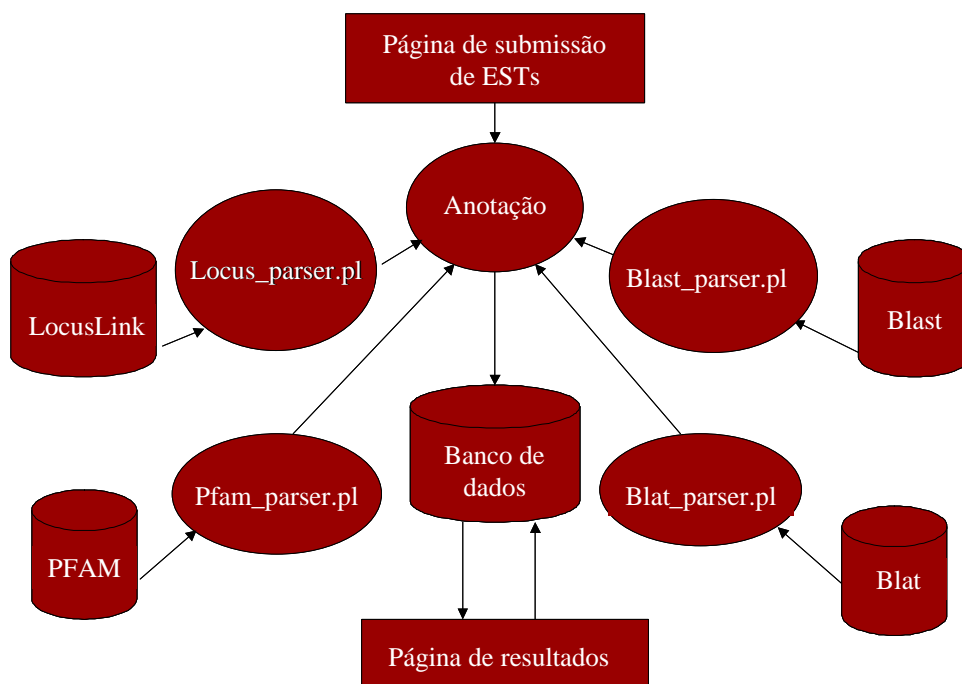 Página de submissão
de ESTs
Anotação
Locus_parser.pl
Blast_parser.pl
LocusLink
Blast
Banco de
dados
Pfam_parser.pl
Blat_parser.pl
PFAM
Blat
Página de resultados